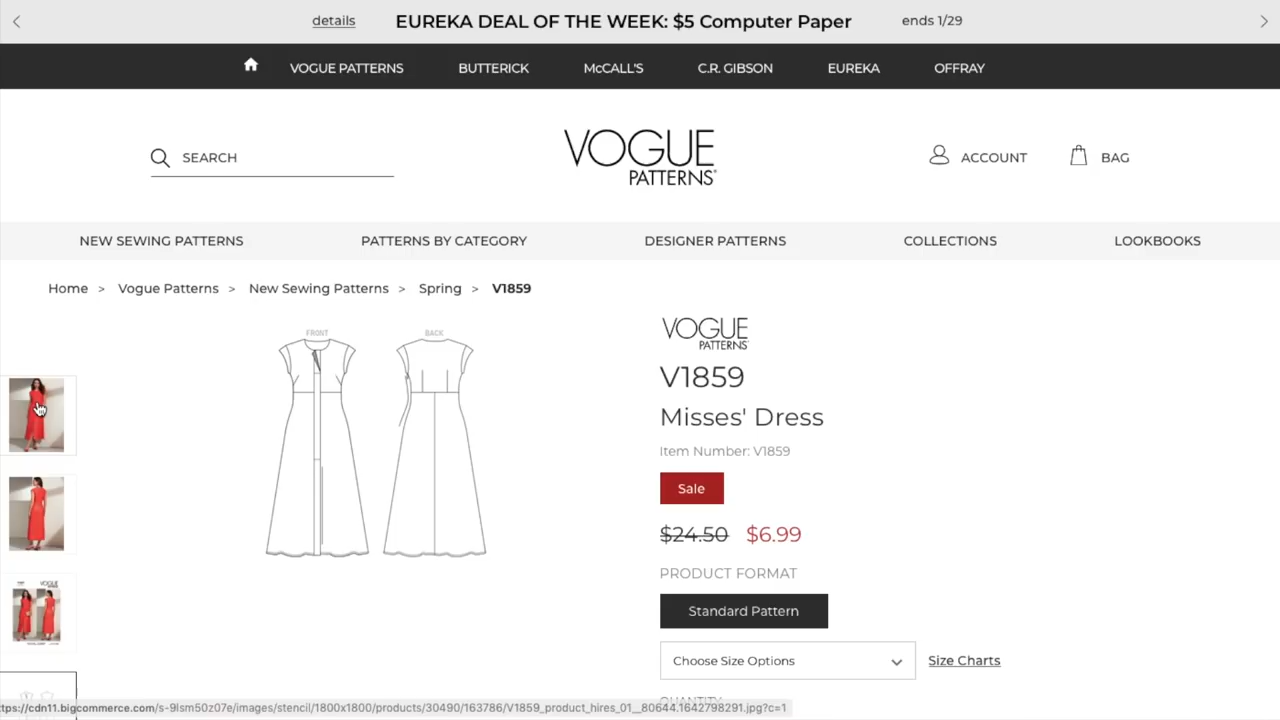 details EUREKA DEAL OF THE WEEK: $5 Computer Paper ends 1/29
VOGUE PATTERNS BUTTERICK McCALL'S C.R. GIBSON EUREKA OFFRAY
SEARCH
VOGUE
PATTERNS
ACCOUNT BAG
NEW SEWING PATTERNS PATTERNS BY CATEGORY DESIGNER PATTERNS COLLECTIONS LOOKBOOKS
Home > Vogue Patterns > New Sewing Patterns > Spring > V1859
FRONT BACK
VOGUE
PATTERNS
V1859
Misses' Dress
Item Number: V1859
Sale
$24.50 $6.99
PRODUCT FORMAT
Standard Pattern
Choose Size Options Size Charts
QUANTITY
VOGUE
ttps://cdn11.bigcommerce.com/s-9lsm50z07e/images/stencil/1800x1800/products/30490/163786/V1859_product_hires_01__80644.1642798291.jpg?c=1